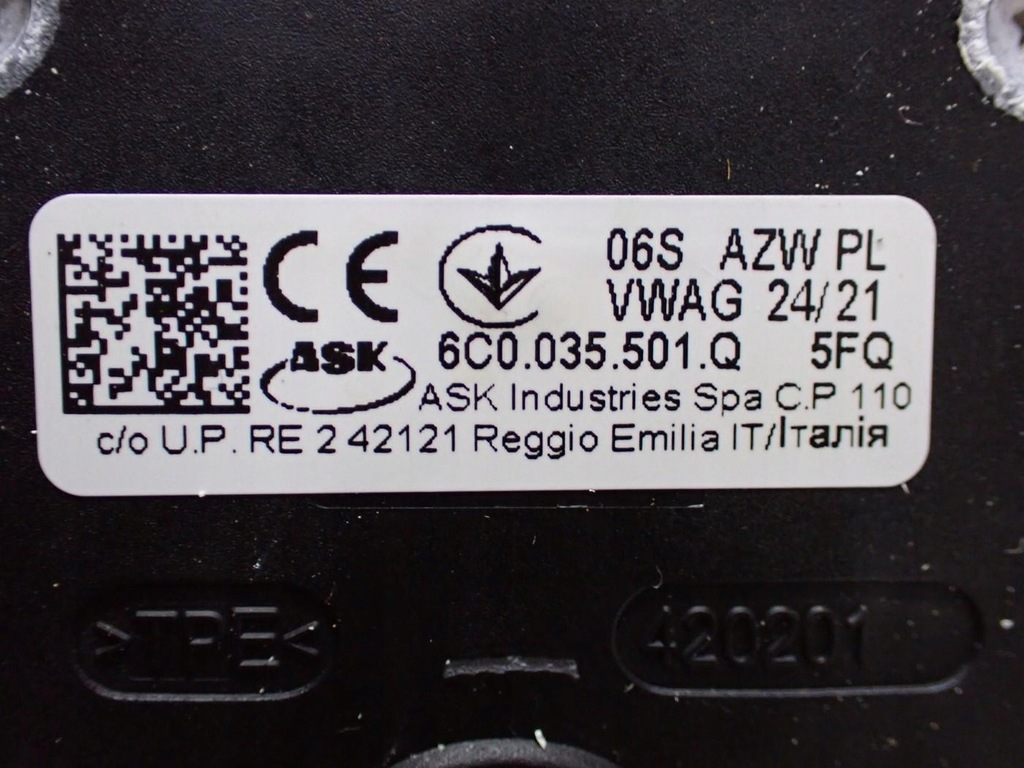 06S AZW PL
VWAG 24/21
CE
ASK
6C0.035.501.Q 5FQ
ASK Industries Spa C.P 110
c/o U.P. RE 2 42121 Reggio Emilia IT/Італія
>TPE<
420201